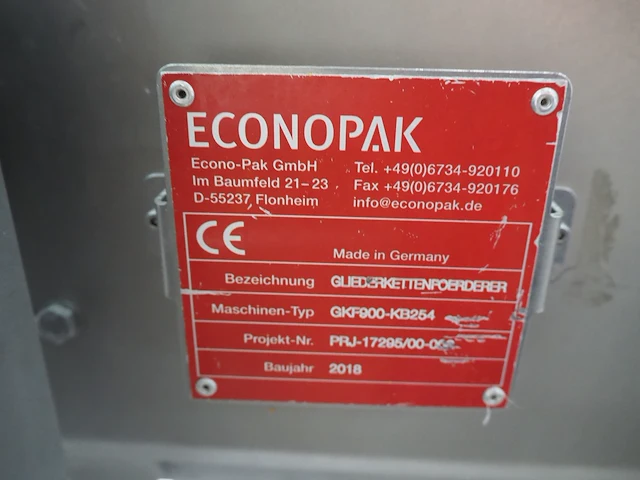 ECONOPAK
Econo-Pak GmbH
Im Baumfeld 21-23
D-55237 Flonheim
Tel. +49(0)6734-920110
Fax +49(0)6734-920176
info@econopak.de
CE
Made in Germany
Bezeichnung GLIEDERKETTENFOERDERER
Maschinen-Typ GKF900-KB254
Projekt-Nr.
Baujahr 2018